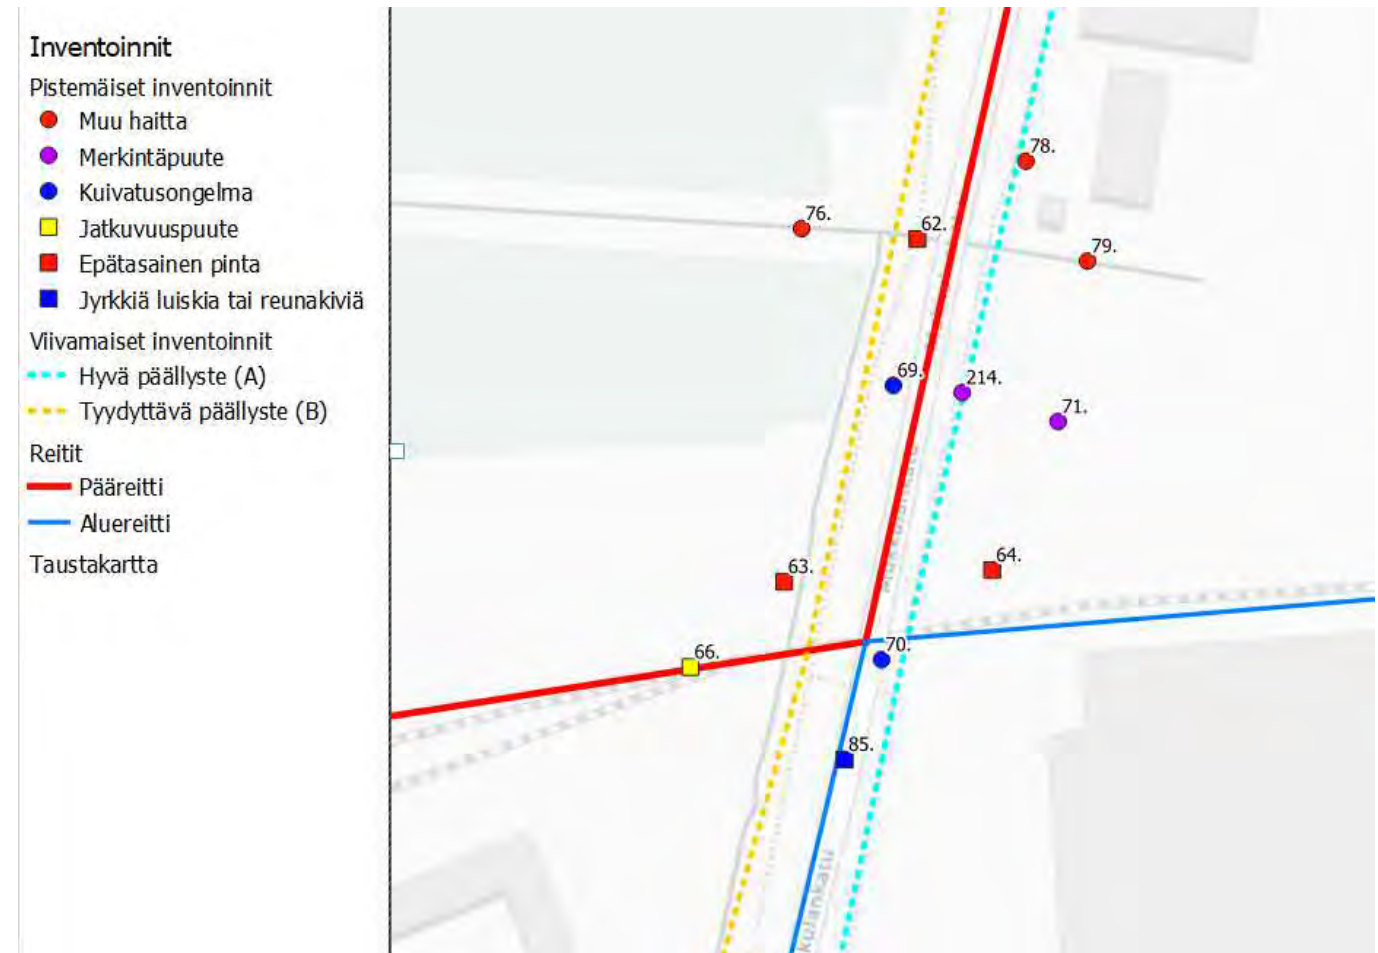 Inventoinnit
Pistemäiset inventoinnit
Muu haitta
Merkintäpuute
Kuivatusongelma
Jatkuvuuspuute
Epätasainen pinta
Jyrkkiä luiskia tai reunakiviä
Viivamaiset inventoinnit
Hyvä päällyste (A)
Tyydyttävä päällyste (B)
Reitit
Pääreitti
Aluereitti
Taustakartta
78.
76.
62.
79.
69.
214.
71.
63.
64.
66.
70.
85.
kulankatu